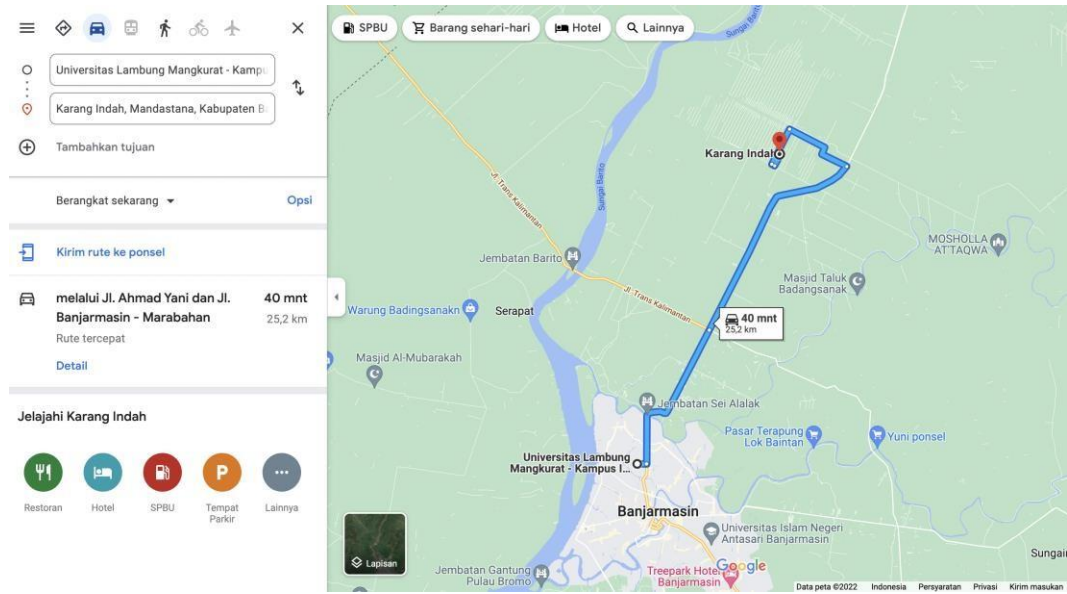 Universitas Lambung Mangkurat - Kampu
Karang Indah, Mandastana, Kabupaten B
Tambahkan tujuan
Berangkat sekarang
Opsi
Kirim rute ke ponsel
melalui Jl. Ahmad Yani dan Jl.
Banjarmasin - Marabahan
40 mnt
25,2 km
Rute tercepat
Detail
Jelajahi Karang Indah
Restoran
Hotel
SPBU
P
Tempat
Parkir
Lainnya
SPBU
Barang sehari-hari
Hotel
Lainnya
Sungai Barito
Karang Indah
Jl. Trans Kalimantan
Sungai Barito
MOSHOLLA
ATTAQWA
Jembatan Barito
Masjid Taluk
Badangsanak
Jl. Trans Kalimantan
Warung Badingsanakn
Serapat
40 mnt
25,2 km
Masjid Al-Mubarakah
Jembatan Sei Alalak
Pasar Terapung
Lok Baintan
Yuni ponsel
Universitas Lambung
Mangkurat - Kampus I...
Banjarmasin
Universitas Islam Negeri
Antasari Banjarmasin
Lapisan
Jembatan Gantung
Pulau Bromo
Treepark Hotel
Banjarmasin
Google
Sungai
Data peta ©2022
Indonesia
Persyaratan
Privasi
Kirim masukan